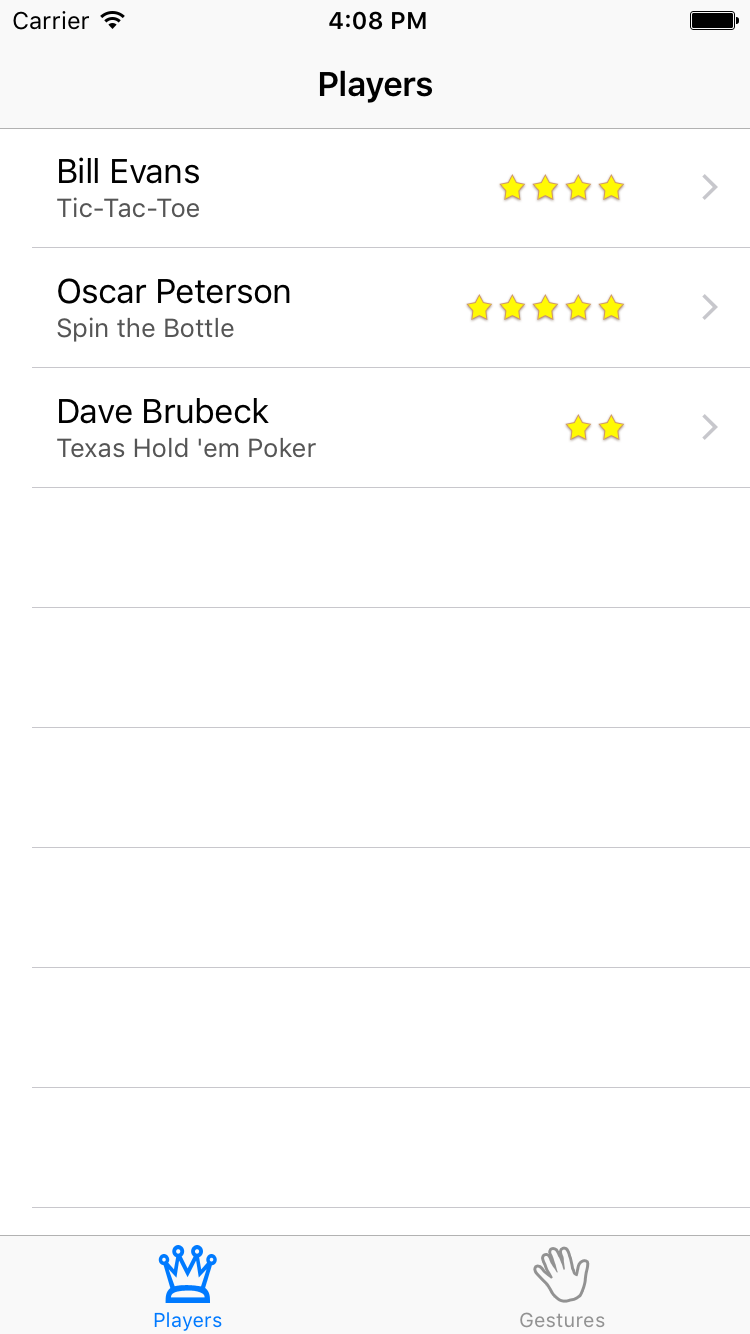 Carrier 4:08 PM
Players
Bill Evans
Tic-Tac-Toe
Oscar Peterson
Spin the Bottle
Dave Brubeck
Texas Hold 'em Poker
Players Gestures